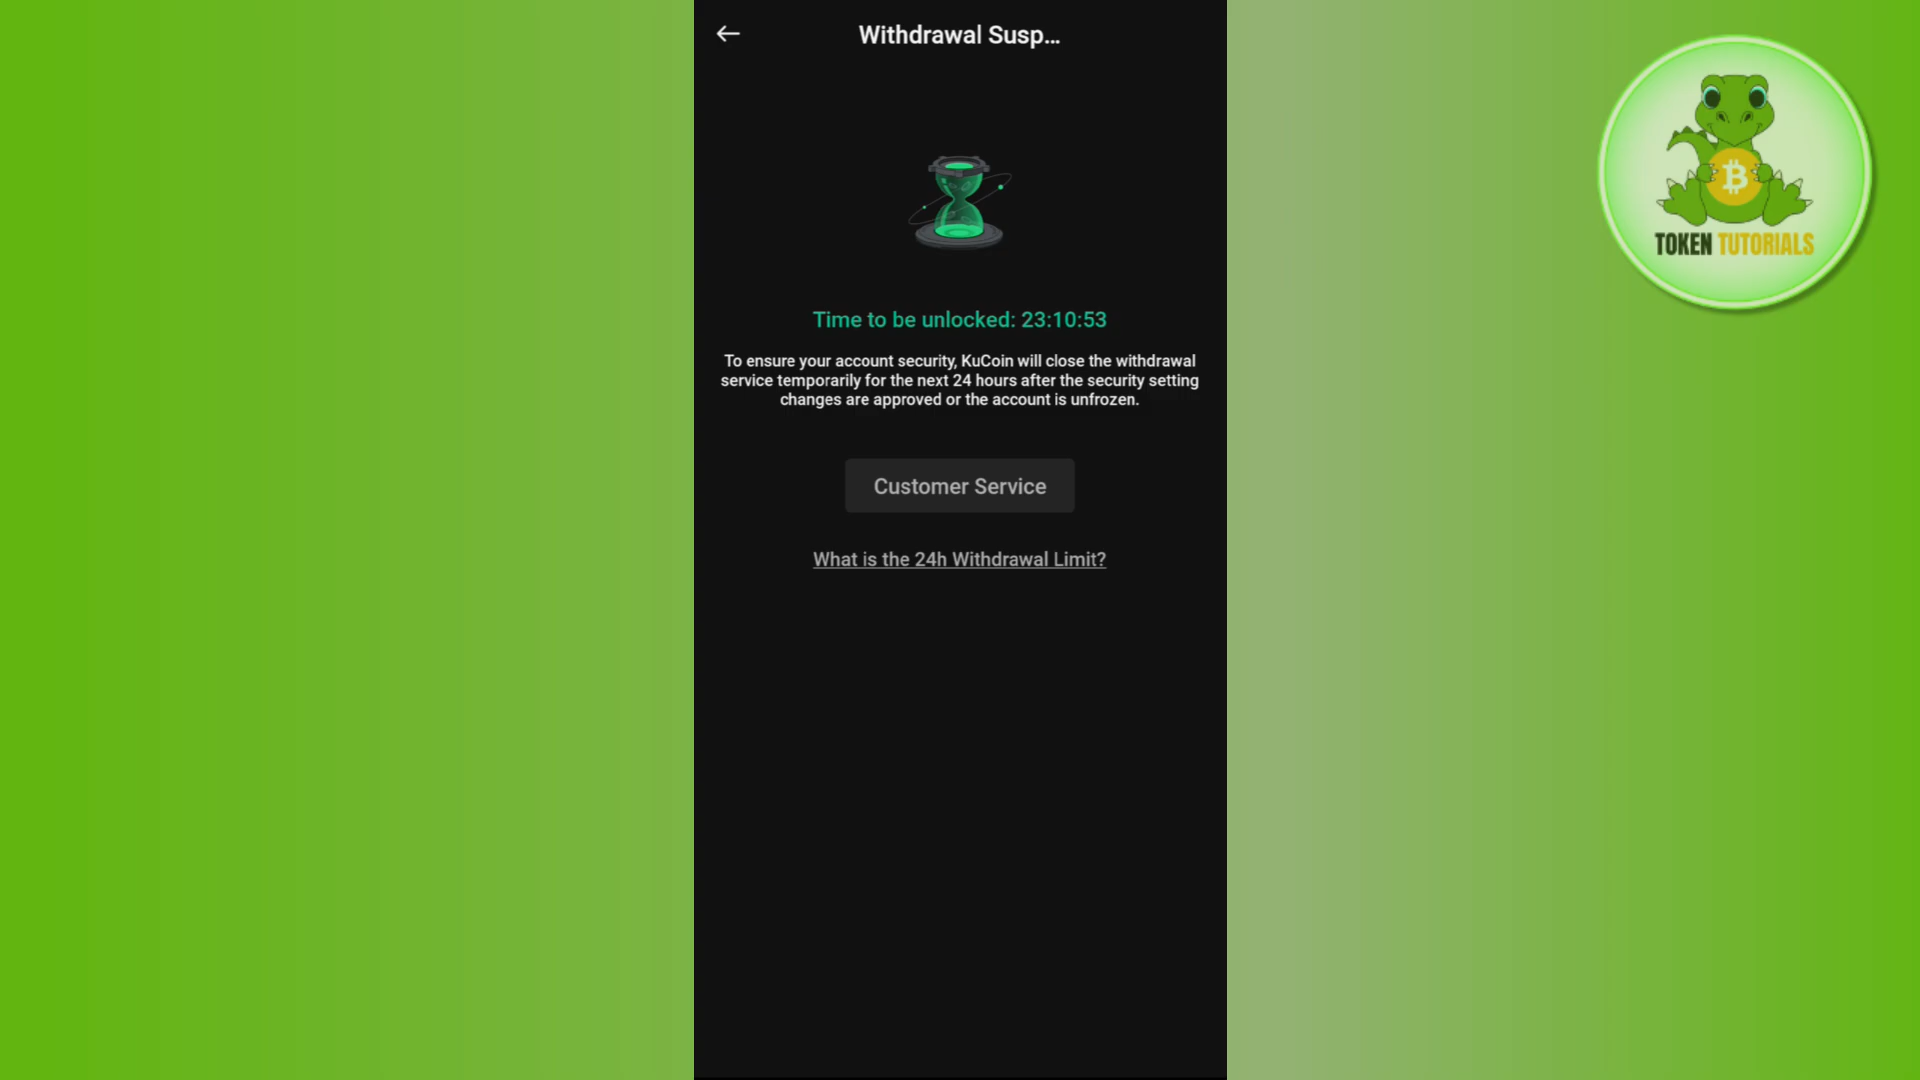 Withdrawal Susp...
TOKEN TUTORIALS
Time to be unlocked: 23:10:53
To ensure your account security, KuCoin will close the withdrawal
service temporarily for the next 24 hours after the security setting
changes are approved or the account is unfrozen.
Customer Service
What is the 24h Withdrawal Limit?